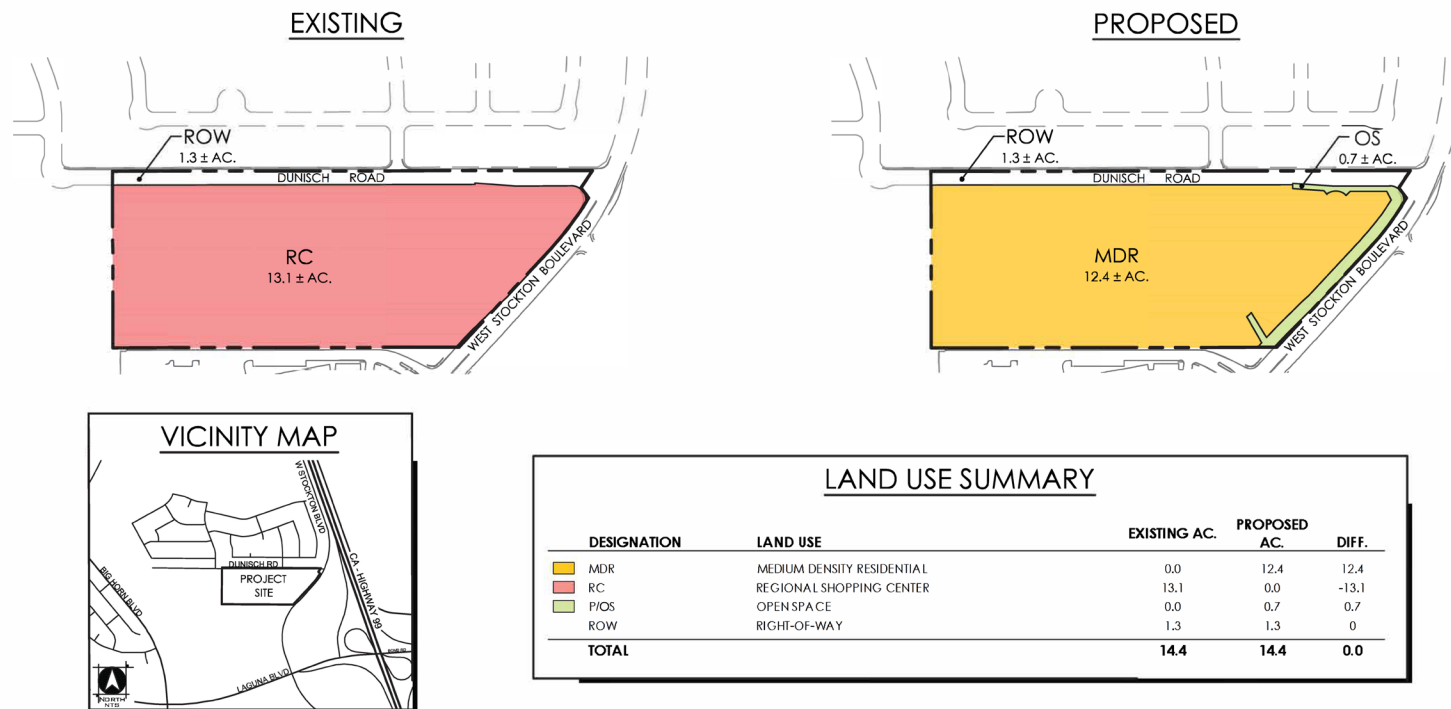 EXISTING
ROW
1.3 ± AC.
DUNISCH ROAD
RC
13.1 ± AC.
WEST STOCKTON BOULEVARD
PROPOSED
ROW
1.3 ± AC.
OS
0.7 ± AC.
DUNISCH ROAD
MDR
12.4 ± AC.
WEST STOCKTON BOULEVARD
VICINITY MAP
W STOCKTON BLVD
CA - HIGHWAY 99
DUNISCH RD
PROJECT
SITE
BIG HORN BLVD
BOND RD
LAGUNA BLVD
NORTH
NTS
LAND USE SUMMARY
DESIGNATION LAND USE EXISTING AC. PROPOSED AC. DIFF.
MDR MEDIUM DENSITY RESIDENTIAL 0.0 12.4 12.4
RC REGIONAL SHOPPING CENTER 13.1 0.0 -13.1
P/OS OPEN SPACE 0.0 0.7 0.7
ROW RIGHT-OF-WAY 1.3 1.3 0
TOTAL 14.4 14.4 0.0